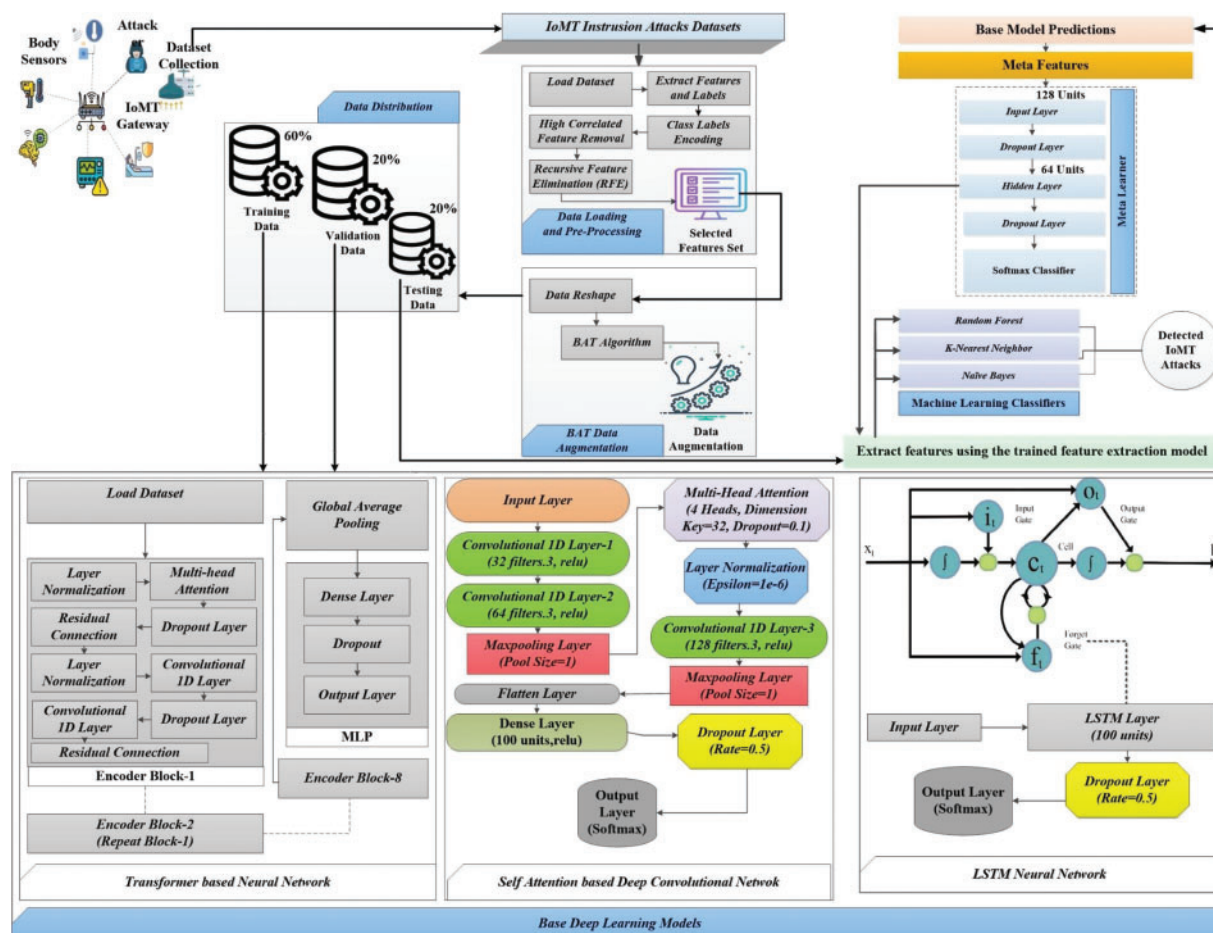 Attack
Body
Sensors
Dataset
Collection
IoMT
Gateway
IoMT Instrusion Attacks Datasets
Load Dataset
Extract Features
and Labels
High Correlated
Feature Removal
Class Labels
Encoding
Recursive Feature
Elimination (RFE)
Data Loading
and Pre-Processing
Selected
Features Set
Data Distribution
60%
20%
20%
Training
Data
Validation
Data
Testing
Data
Data Reshape
BAT Algorithm
BAT Data
Augmentation
Data
Augmentation
Base Model Predictions
Meta Features
128 Units
Input Layer
Dropout Layer
64 Units
Hidden Layer
Dropout Layer
Softmax Classifier
Meta Learner
Random Forest
K-Nearest Neighbor
Naïve Bayes
Machine Learning Classifiers
Detected
IoMT
Attacks
Extract features using the trained feature extraction model
Load Dataset
Layer
Normalization
Multi-head
Attention
Residual
Connection
Dropout Layer
Layer
Normalization
Convolutional
1D Layer
Convolutional
1D Layer
Dropout Layer
Residual Connection
Encoder Block-1
Encoder Block-2
(Repeat Block-1)
Global Average
Pooling
Dense Layer
Dropout
Output Layer
MLP
Encoder Block-8
Transformer based Neural Network
Input Layer
Convolutional 1D Layer-1
(32 filters.3, relu)
Convolutional 1D Layer-2
(64 filters.3, relu)
Maxpooling Layer
(Pool Size=1)
Multi-Head Attention
(4 Heads, Dimension
Key=32, Dropout=0.1)
Layer Normalization
(Epsilon=1e-6)
Convolutional 1D Layer-3
(128 filters.3, relu)
Maxpooling Layer
(Pool Size=1)
Flatten Layer
Dense Layer
(100 units,relu)
Dropout Layer
(Rate=0.5)
Output
Layer
(Softmax)
Self Attention based Deep Convolutional Netwok
Input
Gate
Output
Gate
Cell
Forget
Gate
x_t
i_t
o_t
c_t
f_t
∫
∫
Input Layer
LSTM Layer
(100 units)
Dropout Layer
(Rate=0.5)
Output Layer
(Softmax)
LSTM Neural Network
Base Deep Learning Models